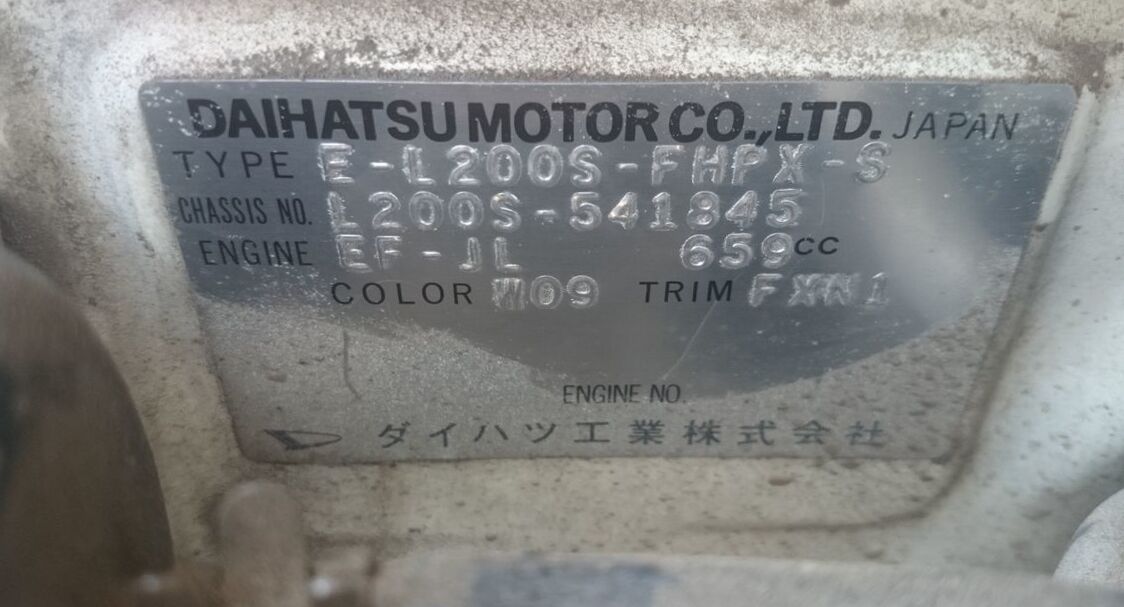 DAIHATSU MOTOR CO.,LTD. JAPAN
TYPE E-L200S-FHPX-S
CHASSIS NO. L200S-541845
ENGINE EF-JL 659cc
COLOR W09 TRIM FXN1
ENGINE NO.
ダイハツ工業株式会社